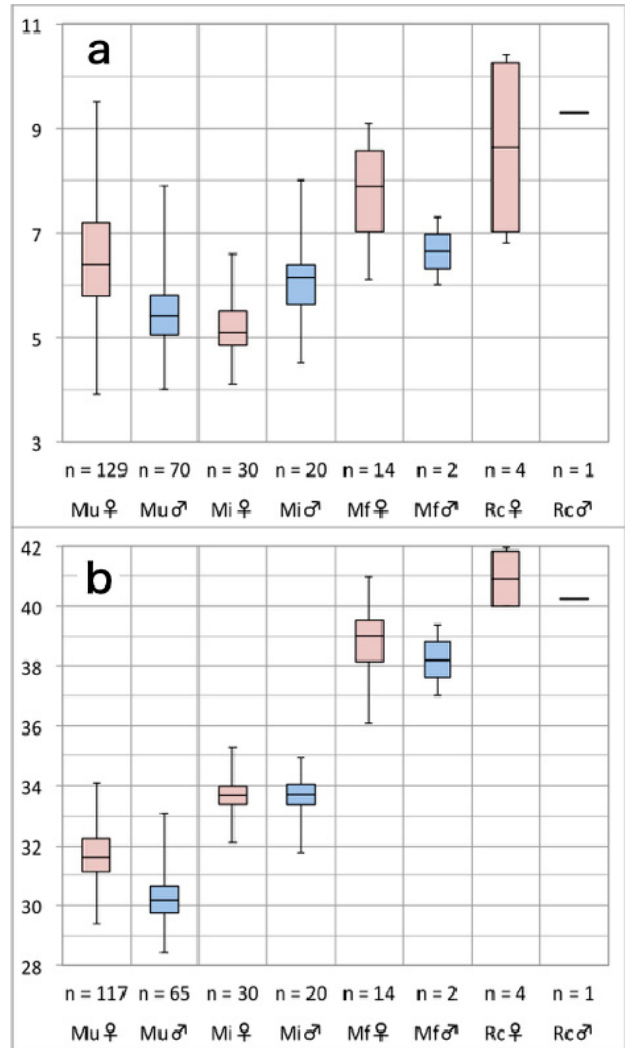 a
11
9
7
5
3
n = 129 n = 70 n = 30 n = 20 n = 14 n = 2 n = 4 n = 1
Mu♀ Mu♂ Mi♀ Mi♂ Mf♀ Mf♂ Rc♀ Rc♂
b
42
40
38
36
34
32
30
28
n = 117 n = 65 n = 30 n = 20 n = 14 n = 2 n = 4 n = 1
Mu♀ Mu♂ Mi♀ Mi♂ Mf♀ Mf♂ Rc♀ Rc♂